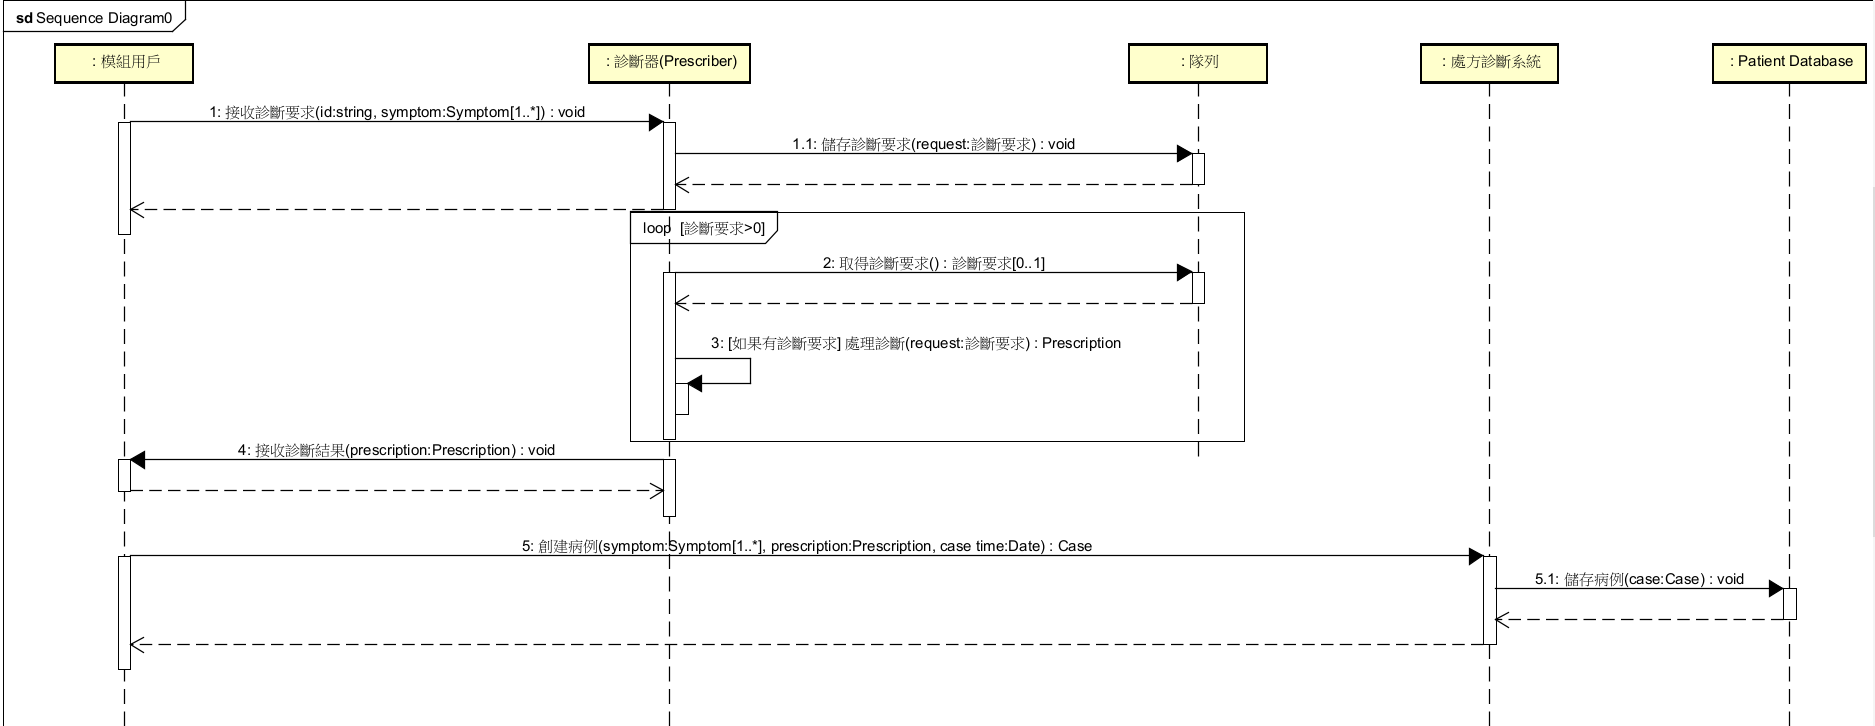 sd Sequence Diagram0
: 模組用戶
: 診斷器(Prescriber)
: 隊列
: 處方診斷系統
: Patient Database
1: 接收診斷要求(id:string, symptom:Symptom[1..*]) : void
1.1: 儲存診斷要求(request:診斷要求) : void
loop [診斷要求>0]
2: 取得診斷要求() : 診斷要求[0..1]
3: [如果有診斷要求] 處理診斷(request:診斷要求) : Prescription
4: 接收診斷結果(prescription:Prescription) : void
5: 創建病例(symptom:Symptom[1..*], prescription:Prescription, case time:Date) : Case
5.1: 儲存病例(case:Case) : void